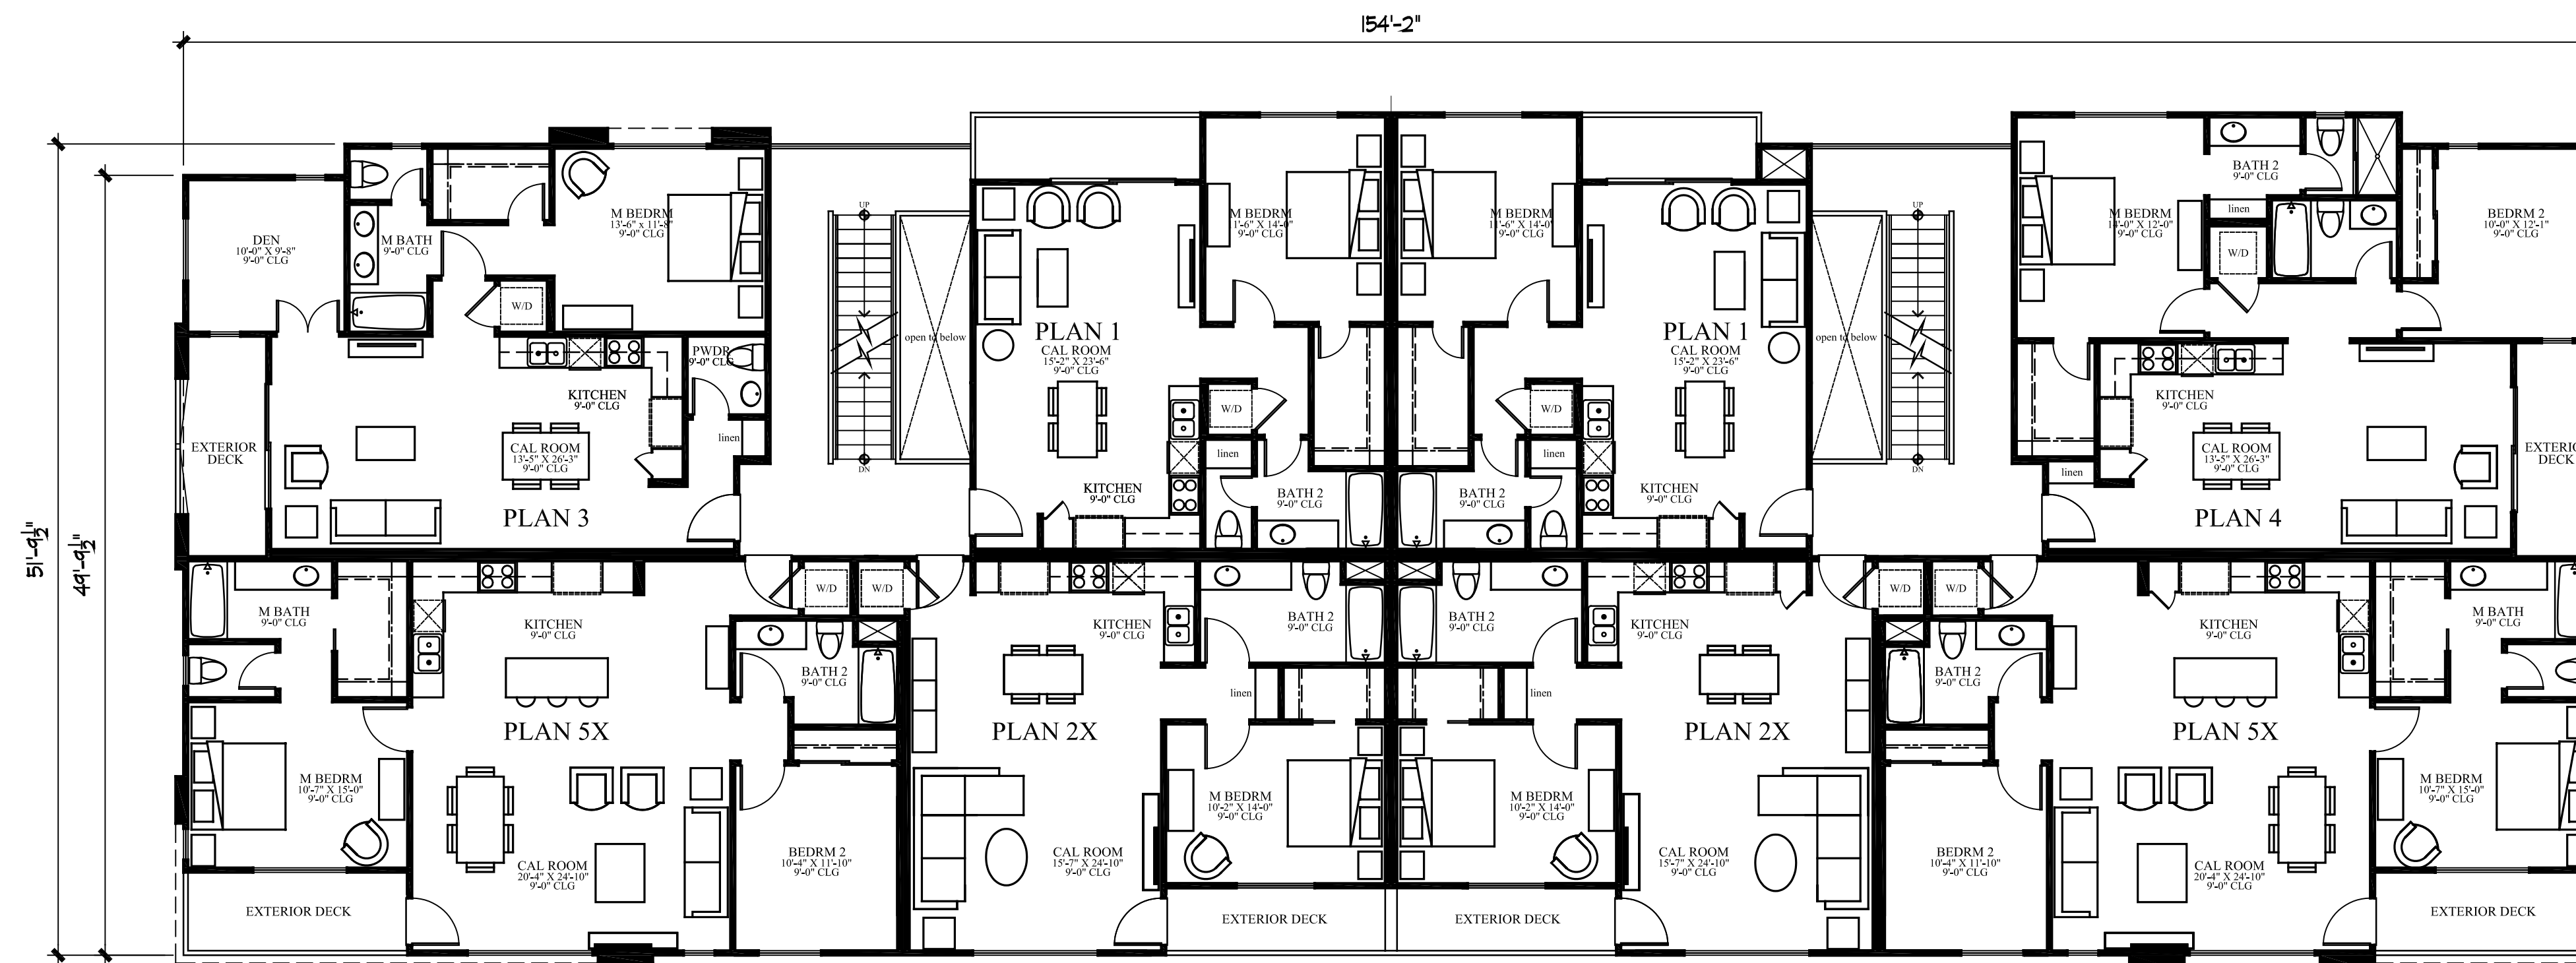 154'-2"
51'-9½"
49'-9½"
DEN
10'-0" X 9'-8"
9'-0" CLG
M BATH
9'-0" CLG
M BEDRM
13'-6" x 11'-8"
9'-0" CLG
W/D
PWDR
9'-0" CLG
linen
KITCHEN
9'-0" CLG
EXTERIOR
DECK
CAL ROOM
13'-5" X 26'-3"
9'-0" CLG
PLAN 3
UP
DN
open to below
PLAN 1
CAL ROOM
15'-2" X 23'-6"
9'-0" CLG
KITCHEN
9'-0" CLG
M BEDRM
1'-6" X 14'-0"
9'-0" CLG
W/D
linen
BATH 2
9'-0" CLG
M BEDRM
11'-6" X 14'-0"
9'-0" CLG
W/D
linen
BATH 2
9'-0" CLG
PLAN 1
CAL ROOM
15'-2" X 23'-6"
9'-0" CLG
KITCHEN
9'-0" CLG
open to below
UP
DN
M BEDRM
14'-0" X 12'-0"
9'-0" CLG
BATH 2
9'-0" CLG
linen
W/D
BEDRM 2
10'-0" X 12'-1"
9'-0" CLG
KITCHEN
9'-0" CLG
linen
CAL ROOM
13'-5" X 26'-3"
9'-0" CLG
PLAN 4
EXTERIO
DECK
M BATH
9'-0" CLG
KITCHEN
9'-0" CLG
W/D
W/D
BATH 2
9'-0" CLG
PLAN 5X
M BEDRM
10'-7" X 15'-0"
9'-0" CLG
CAL ROOM
20'-4" X 24'-10"
9'-0" CLG
BEDRM 2
10'-4" X 11'-10"
9'-0" CLG
EXTERIOR DECK
KITCHEN
9'-0" CLG
BATH 2
9'-0" CLG
linen
PLAN 2X
M BEDRM
10'-2" X 14'-0"
9'-0" CLG
CAL ROOM
15'-7" X 24'-10"
9'-0" CLG
EXTERIOR DECK
BATH 2
9'-0" CLG
KITCHEN
9'-0" CLG
linen
PLAN 2X
M BEDRM
10'-2" X 14'-0"
9'-0" CLG
CAL ROOM
15'-7" X 24'-10"
9'-0" CLG
EXTERIOR DECK
W/D
W/D
BATH 2
9'-0" CLG
KITCHEN
9'-0" CLG
M BATH
9'-0" CLG
PLAN 5X
M BEDRM
10'-7" X 15'-0"
9'-0" CLG
BEDRM 2
10'-4" X 11'-10"
9'-0" CLG
CAL ROOM
20'-4" X 24'-10"
9'-0" CLG
EXTERIOR DECK